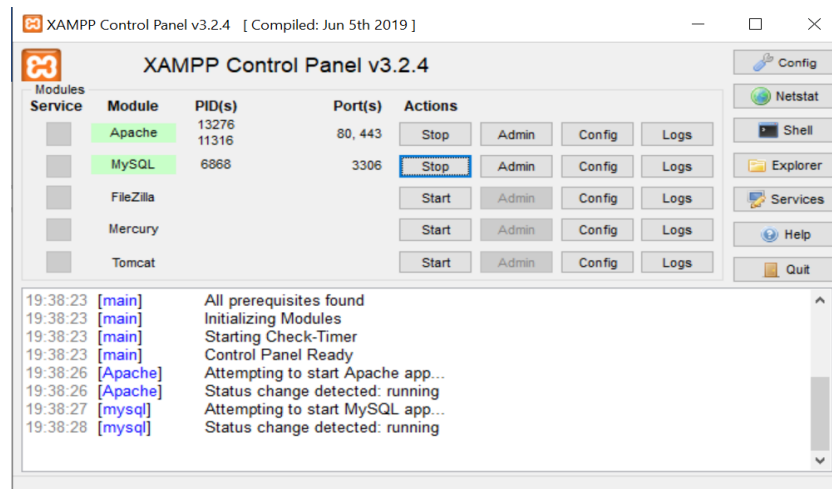 XAMPP Control Panel v3.2.4 [ Compiled: Jun 5th 2019 ]
XAMPP Control Panel v3.2.4
Config
Modules
Netstat
Service Module PID(s) Port(s) Actions
Apache 13276 11316 80, 443 Stop Admin Config Logs
Shell
MySQL 6868 3306 Stop Admin Config Logs
Explorer
FileZilla Start Admin Config Logs
Services
Mercury Start Admin Config Logs
Help
Tomcat Start Admin Config Logs
Quit
19:38:23 [main] All prerequisites found
19:38:23 [main] Initializing Modules
19:38:23 [main] Starting Check-Timer
19:38:23 [main] Control Panel Ready
19:38:26 [Apache] Attempting to start Apache app...
19:38:26 [Apache] Status change detected: running
19:38:27 [mysql] Attempting to start MySQL app...
19:38:28 [mysql] Status change detected: running